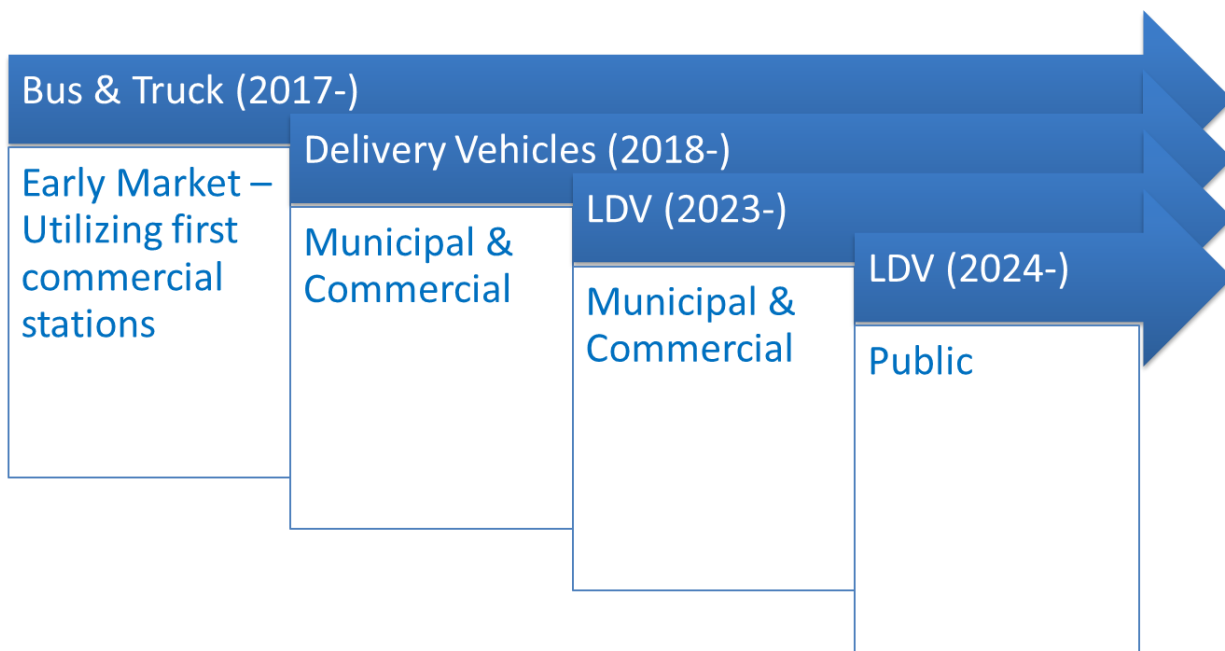 Bus & Truck (2017-)
Early Market –
Utilizing first
commercial
stations
Delivery Vehicles (2018-)
Municipal &
Commercial
LDV (2023-)
Municipal &
Commercial
LDV (2024-)
Public